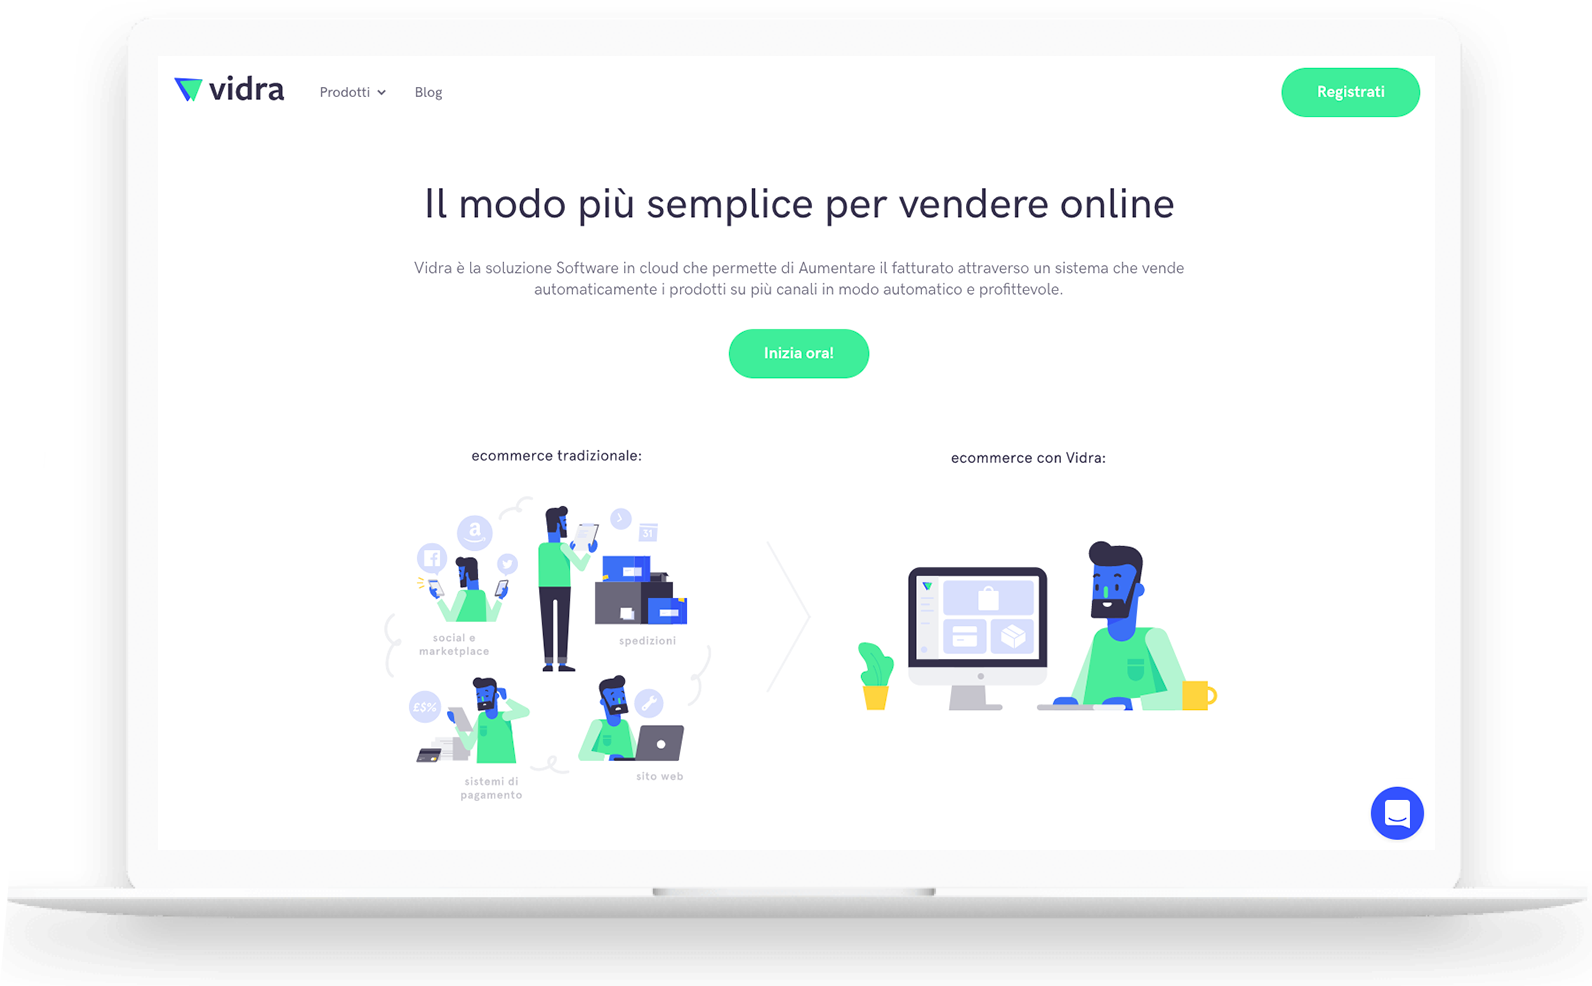 vidra
Prodotti
Blog
Registrati
Il modo più semplice per vendere online
Vidra è la soluzione Software in cloud che permette di Aumentare il fatturato attraverso un sistema che vende
automaticamente i prodotti su più canali in modo automatico e profittevole.
Inizia ora!
ecommerce tradizionale:
ecommerce con Vidra:
a
31
social e
marketplace
spedizioni
£$%
sistemi di
pagamento
sito web